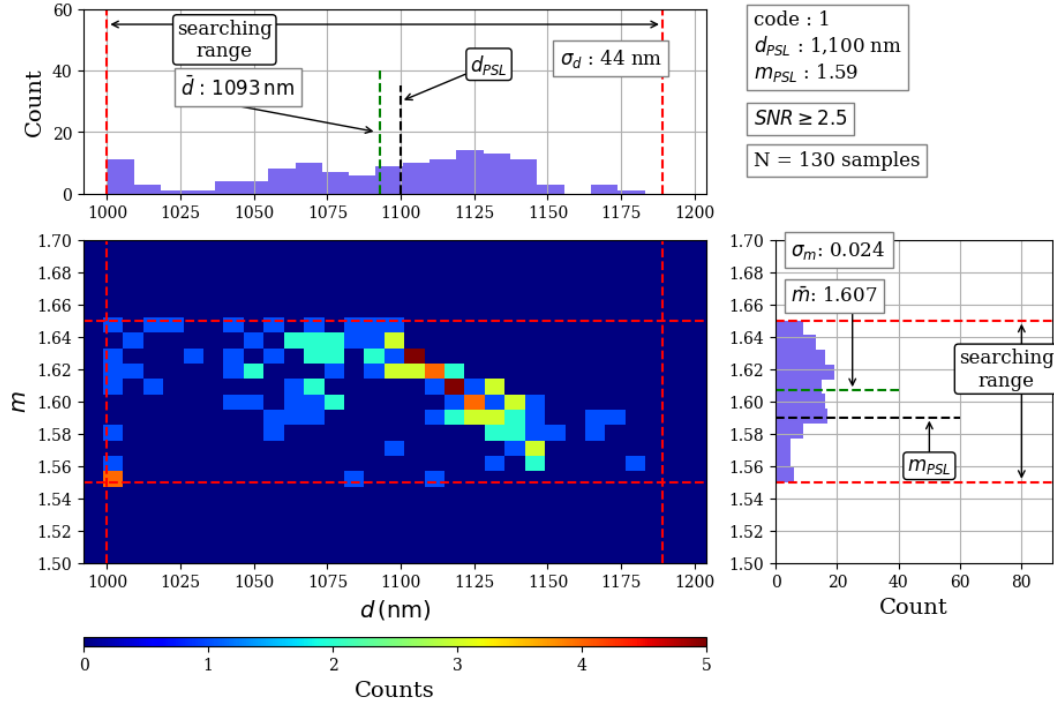 60
40
20
0
Count
searching
range
d̄ : 1093 nm
d_PSL
σ_d : 44 nm
1000 1025 1050 1075 1100 1125 1150 1175 1200
code : 1
d_PSL : 1,100 nm
m_PSL : 1.59
SNR ≥ 2.5
N = 130 samples
1.70
1.68
1.66
1.64
1.62
1.60
1.58
1.56
1.54
1.52
1.50
m
1000 1025 1050 1075 1100 1125 1150 1175 1200
d (nm)
1.70
1.68
1.66
1.64
1.62
1.60
1.58
1.56
1.54
1.52
1.50
σ_m: 0.024
m̄: 1.607
searching
range
m_PSL
0 20 40 60 80
Count
0 1 2 3 4 5
Counts